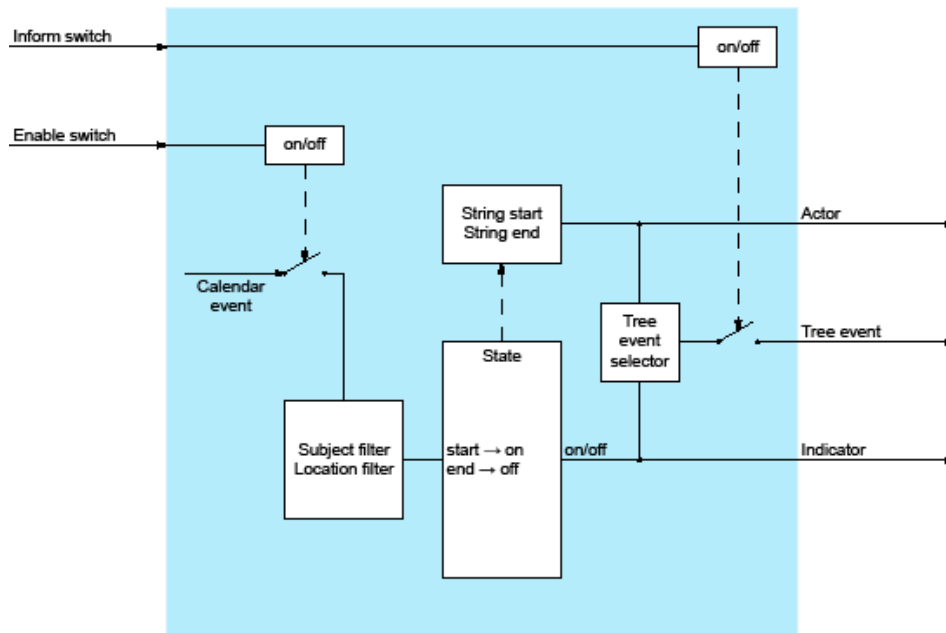 Inform switch
on/off
Enable switch
on/off
String start
String end
Actor
Calendar
event
Tree
event
selector
Tree event
State
Subject filter
Location filter
start → on
end → off
on/off
Indicator